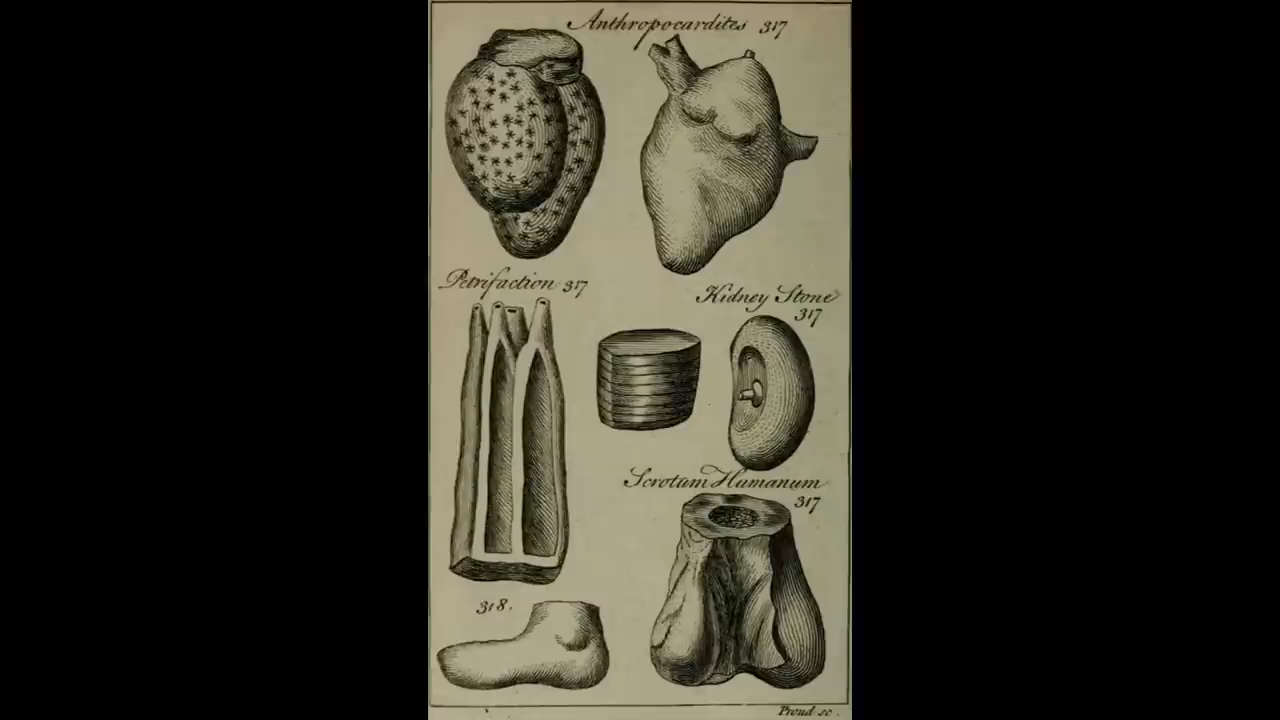 Anthropocardites 317
Petrifaction 317
Kidney Stone
317
Scrotum Humanum
317
318.
Proud sc.